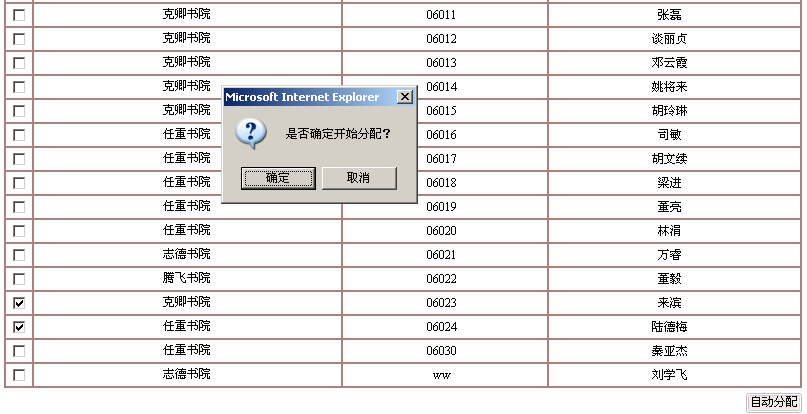 克卿书院 06011 张磊
克卿书院 06012 谈丽贞
克卿书院 06013 邓云霞
克卿书院 06014 姚将来
克卿书院 06015 胡玲琳
任重书院 06016 司敏
任重书院 06017 胡文续
任重书院 06018 梁进
任重书院 06019 董亮
任重书院 06020 林涓
志德书院 06021 万睿
腾飞书院 06022 董毅
克卿书院 06023 来滨
任重书院 06024 陆德梅
任重书院 06030 秦亚杰
志德书院 ww 刘学飞
Microsoft Internet Explorer
是否确定开始分配？
确定 取消
自动分配